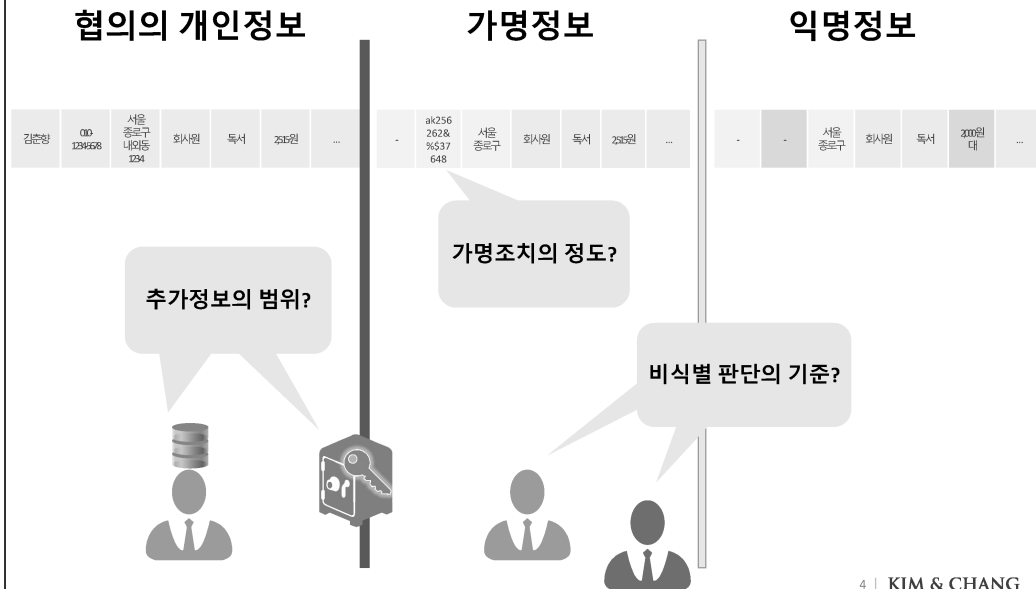 협의의 개인정보
가명정보
익명정보
김춘향
010-
12345678
서울
종로구
내외동
1234
회사원
독서
2,515원
...
-
ak256
262&
%$37
648
서울
종로구
회사원
독서
2,515원
...
-
-
서울
종로구
회사원
독서
2,000원
대
...
가명조치의 정도?
추가정보의 범위?
비식별 판단의 기준?
4 | KIM & CHANG